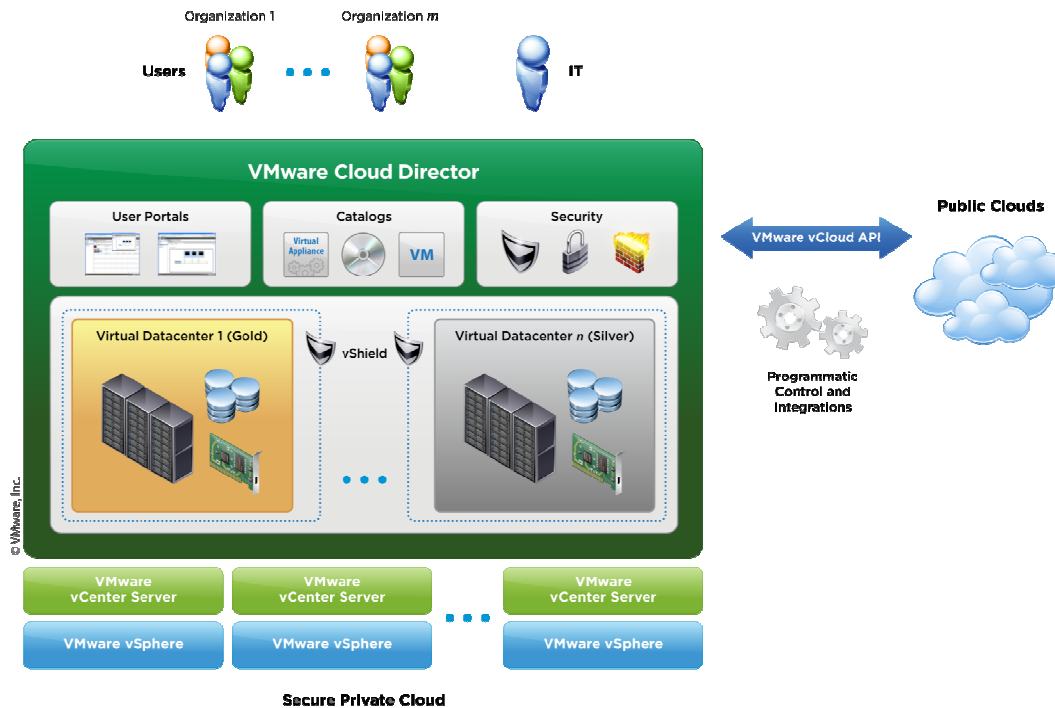 Organization 1
Organization m
Users
IT
VMware Cloud Director
User Portals
Catalogs
Security
Virtual
Appliance
VM
VMware vCloud API
Public Clouds
Virtual Datacenter 1 (Gold)
vShield
Virtual Datacenter n (Silver)
Programmatic
Control and
Integrations
© VMware, Inc.
VMware
vCenter Server
VMware
vCenter Server
VMware
vCenter Server
VMware vSphere
VMware vSphere
VMware vSphere
Secure Private Cloud